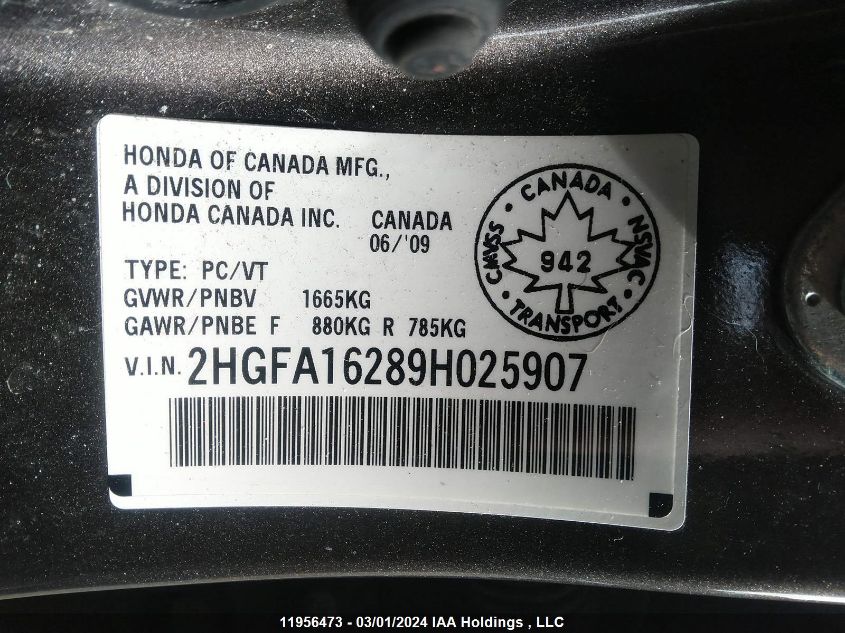 HONDA OF CANADA MFG.,
A DIVISION OF
HONDA CANADA INC. CANADA
06/'09
TYPE: PC/VT
GVWR/PNBV 1665KG
GAWR/PNBE F 880KG R 785KG
V.I.N. 2HGFA16289H025907
CMVSS · CANADA · NSVAC
942
· TRANSPORT ·
11956473 - 03/01/2024 IAA Holdings , LLC